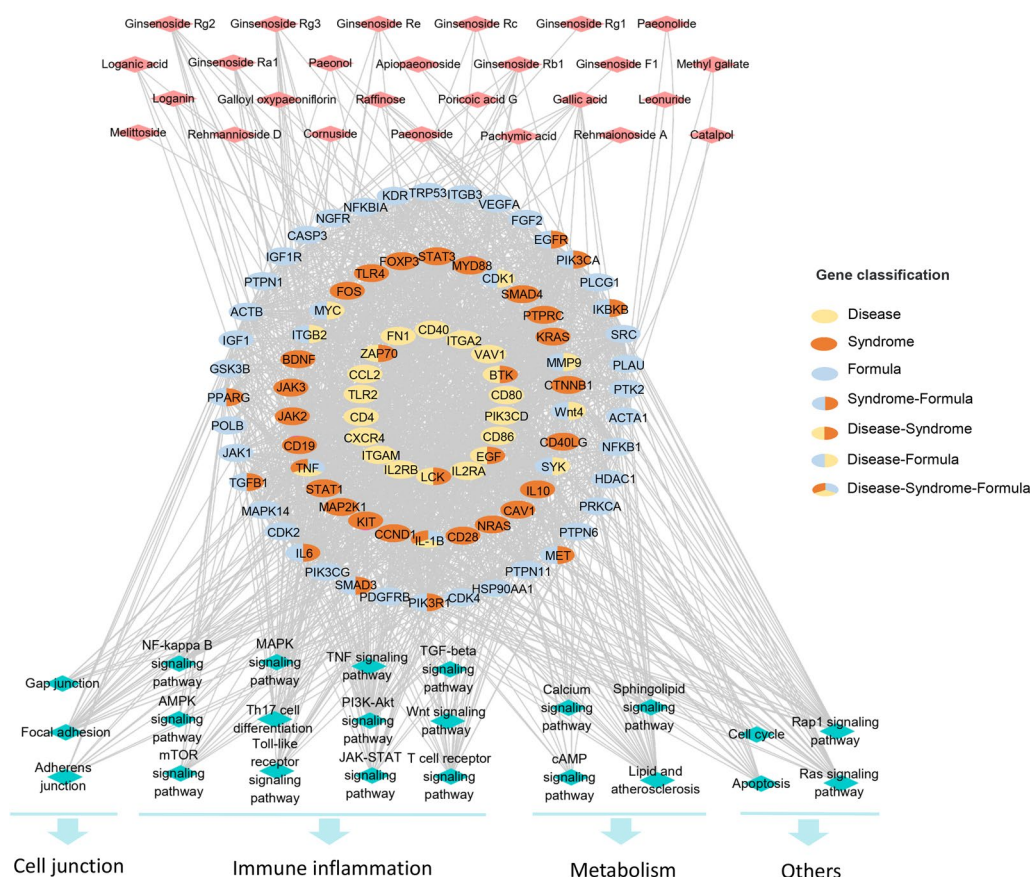 Ginsenoside Rg2
Ginsenoside Rg3
Ginsenoside Re
Ginsenoside Rc
Ginsenoside Rg1
Paeonolide
Loganic acid
Ginsenoside Ra1
Paeonol
Apiopaeonoside
Ginsenoside Rb1
Ginsenoside F1
Methyl gallate
Loganin
Galloyl oxypaeoniflorin
Raffinose
Poricoic acid G
Gallic acid
Leonuride
Melittoside
Rehmannioside D
Cornuside
Paeonoside
Pachymic acid
Rehmaionoside A
Catalpol
KDR
TRP53
ITGB3
NFKBIA
VEGFA
NGFR
FGF2
CASP3
EGFR
IGF1R
PIK3CA
PTPN1
PLCG1
ACTB
IKBKB
IGF1
SRC
GSK3B
PLAU
PPARG
PTK2
POLB
ACTA1
JAK1
NFKB1
TGFB1
HDAC1
MAPK14
PRKCA
CDK2
PTPN6
IL6
MET
PIK3CG
PTPN11
SMAD3
HSP90AA1
PDGFRB
PIK3R1
CDK4
STAT3
FOXP3
MYD88
TLR4
CDK1
FOS
SMAD4
MYC
PTPRC
ITGB2
KRAS
BDNF
MMP9
JAK3
CTNNB1
JAK2
Wnt4
CD19
CD40LG
TNF
SYK
STAT1
IL10
MAP2K1
CAV1
KIT
NRAS
CCND1
IL-1B
CD28
CD40
FN1
ITGA2
ZAP70
VAV1
CCL2
BTK
TLR2
CD80
CD4
PIK3CD
CXCR4
CD86
ITGAM
EGF
IL2RB
LCK
IL2RA
Gene classification
Disease
Syndrome
Formula
Syndrome-Formula
Disease-Syndrome
Disease-Formula
Disease-Syndrome-Formula
Gap junction
Focal adhesion
Adherens
junction
NF-kappa B
signaling
pathway
AMPK
signaling
pathway
mTOR
signaling
pathway
MAPK
signaling
pathway
Th17 cell
differentiation
Toll-like
receptor
signaling
pathway
TNF signaling
pathway
PI3K-Akt
signaling
pathway
JAK-STAT
signaling
pathway
TGF-beta
signaling
pathway
Wnt signaling
pathway
T cell receptor
signaling
pathway
Calcium
signaling
pathway
cAMP
signaling
pathway
Sphingolipid
signaling
pathway
Lipid and
atherosclerosis
Cell cycle
Apoptosis
Rap1 signaling
pathway
Ras signaling
pathway
Cell junction
Immune inflammation
Metabolism
Others